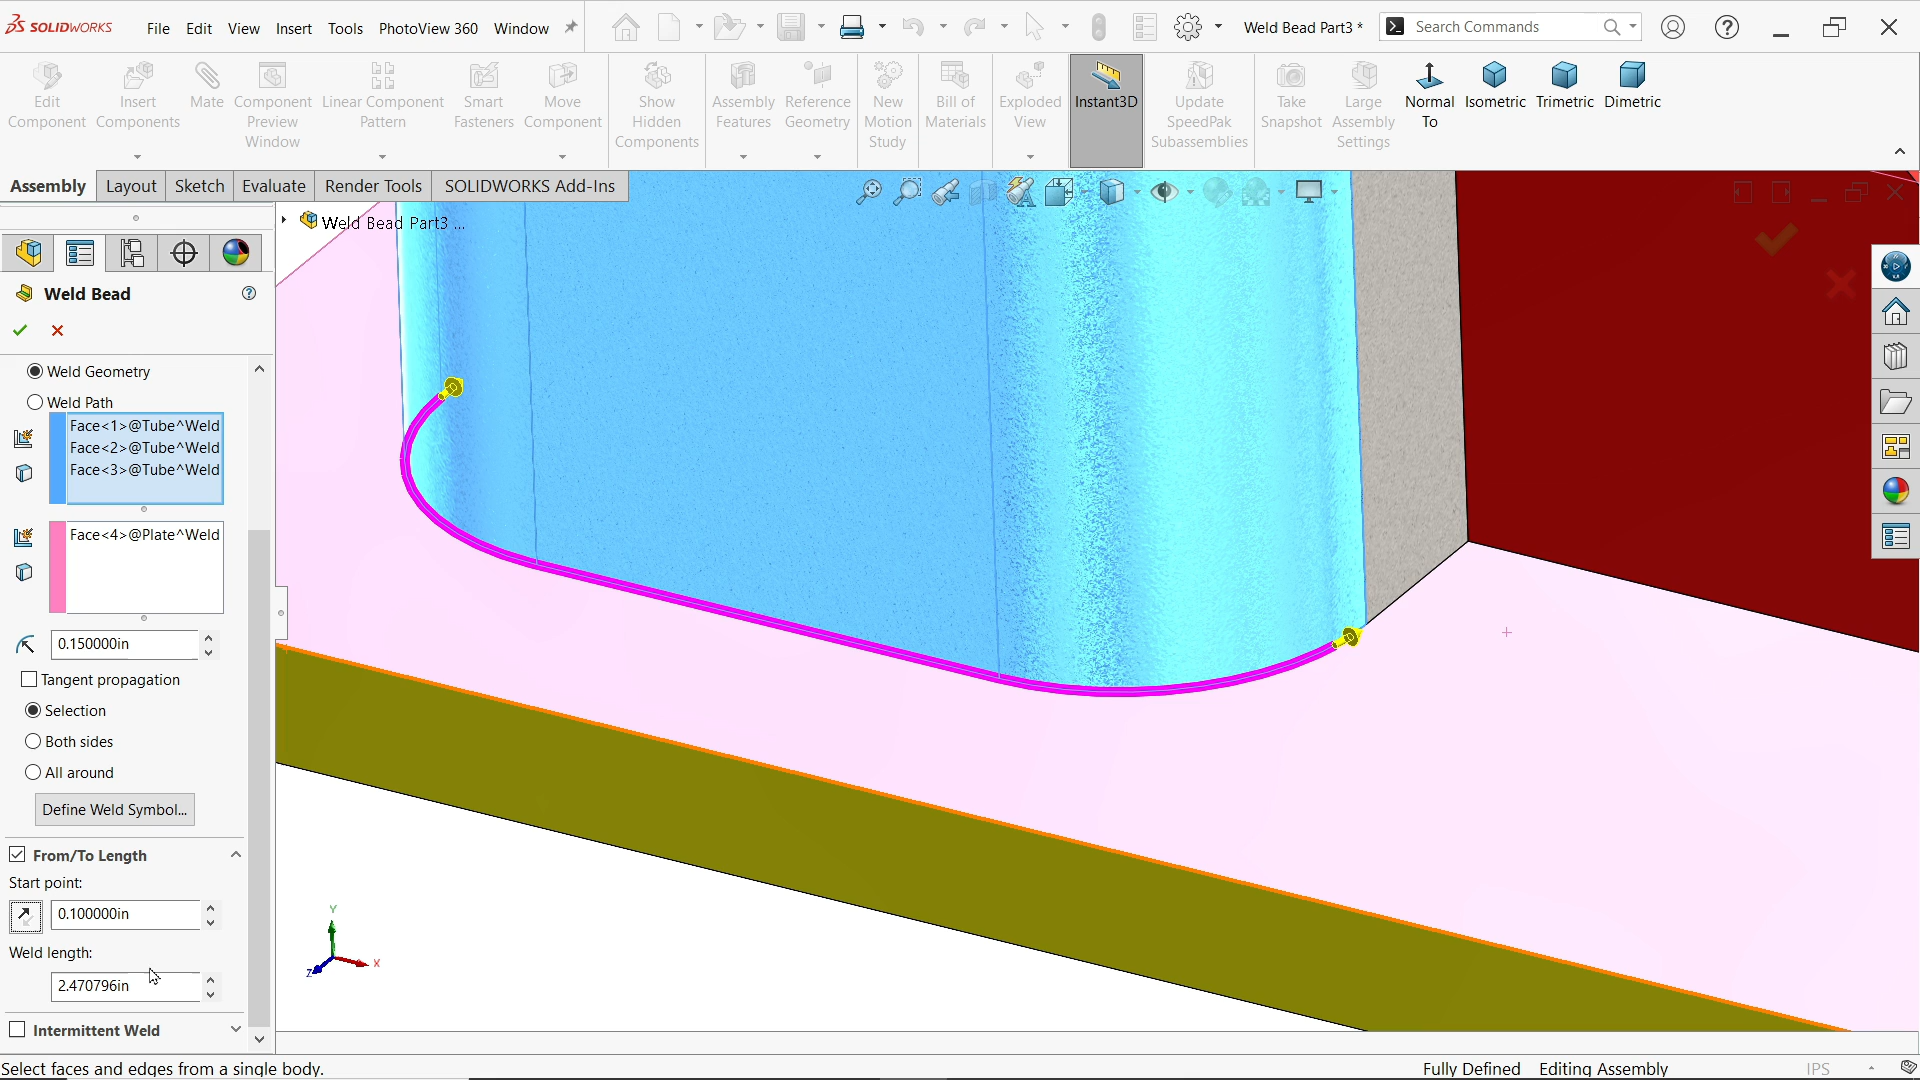 SOLIDWORKS File Edit View Insert Tools PhotoView 360 Window Weld Bead Part3 * Search Commands
Edit Component
Insert Components
Mate
Component Preview Window
Linear Component Pattern
Smart Fasteners
Move Component
Show Hidden Components
Assembly Features
Reference Geometry
New Motion Study
Bill of Materials
Exploded View
Instant3D
Update SpeedPak Subassemblies
Take Snapshot
Large Assembly Settings
Normal To
Isometric
Trimetric
Dimetric
Assembly Layout Sketch Evaluate Render Tools SOLIDWORKS Add-Ins
Weld Bead Part3 ...
Weld Bead
Weld Geometry
Weld Path
Face<1>@Tube^Weld
Face<2>@Tube^Weld
Face<3>@Tube^Weld
Face<4>@Plate^Weld
0.150000in
Tangent propagation
Selection
Both sides
All around
Define Weld Symbol...
From/To Length
Start point:
0.100000in
Weld length:
2.470796in
Intermittent Weld
Y
X
Z
Select faces and edges from a single body.
Fully Defined Editing Assembly IPS